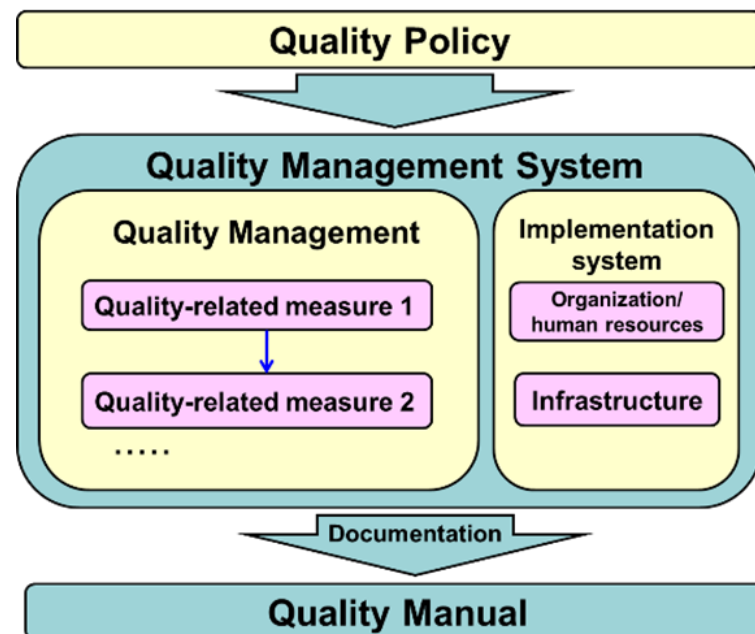 Quality Policy
Quality Management System
Quality Management
Quality-related measure 1
Quality-related measure 2
.....
Implementation
system
Organization/
human resources
Infrastructure
Documentation
Quality Manual